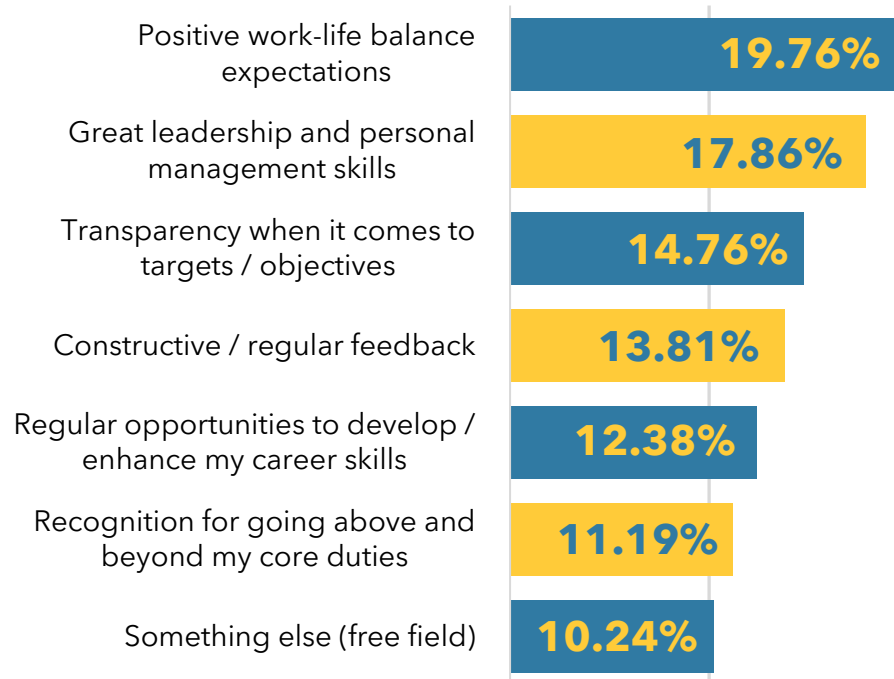 Positive work-life balance
expectations
19.76%
Great leadership and personal
management skills
17.86%
Transparency when it comes to
targets / objectives
14.76%
Constructive / regular feedback
13.81%
Regular opportunities to develop /
enhance my career skills
12.38%
Recognition for going above and
beyond my core duties
11.19%
Something else (free field)
10.24%